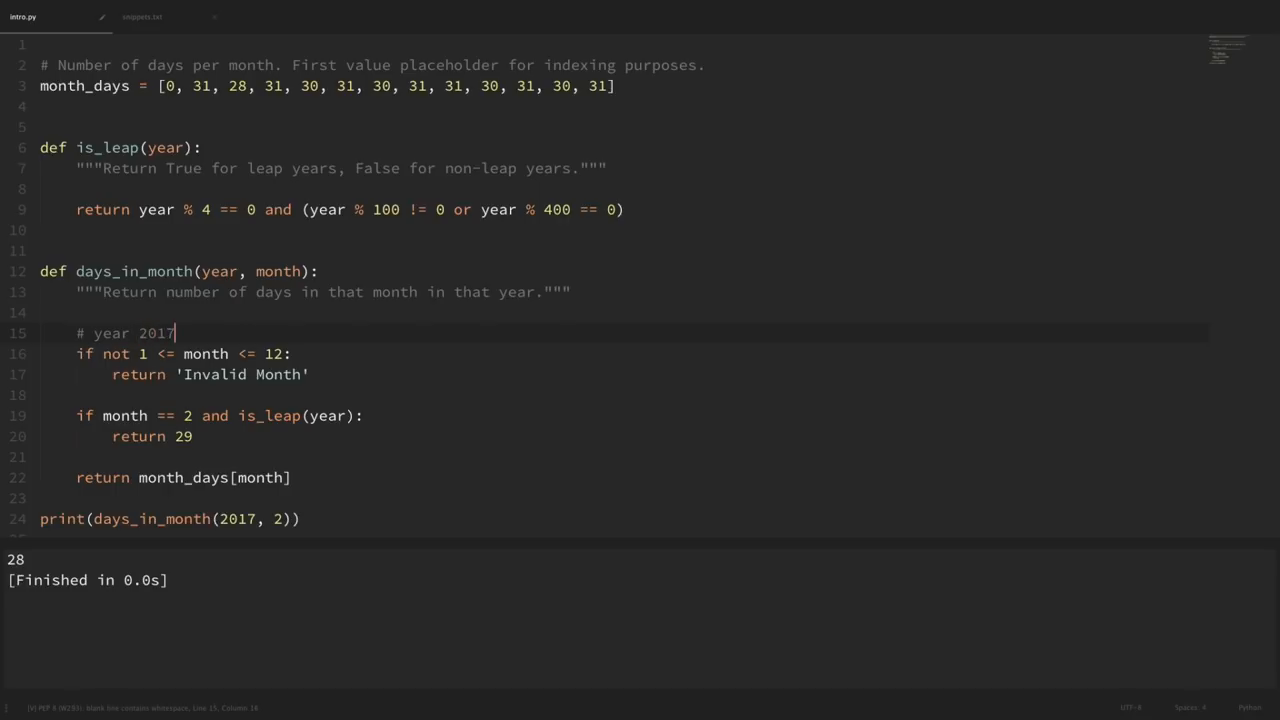 intro.py
snippets.txt
1
2 # Number of days per month. First value placeholder for indexing purposes.
3 month_days = [0, 31, 28, 31, 30, 31, 30, 31, 31, 30, 31, 30, 31]
4
5
6 def is_leap(year):
7 """Return True for leap years, False for non-leap years."""
8
9 return year % 4 == 0 and (year % 100 != 0 or year % 400 == 0)
10
11
12 def days_in_month(year, month):
13 """Return number of days in that month in that year."""
14
15 # year 2017
16 if not 1 <= month <= 12:
17 return 'Invalid Month'
18
19 if month == 2 and is_leap(year):
20 return 29
21
22 return month_days[month]
23
24 print(days_in_month(2017, 2))
28
[Finished in 0.0s]
[V] PEP 8 (W293): blank line contains whitespace, Line 15, Column 16
UTF-8
Spaces: 4
Python